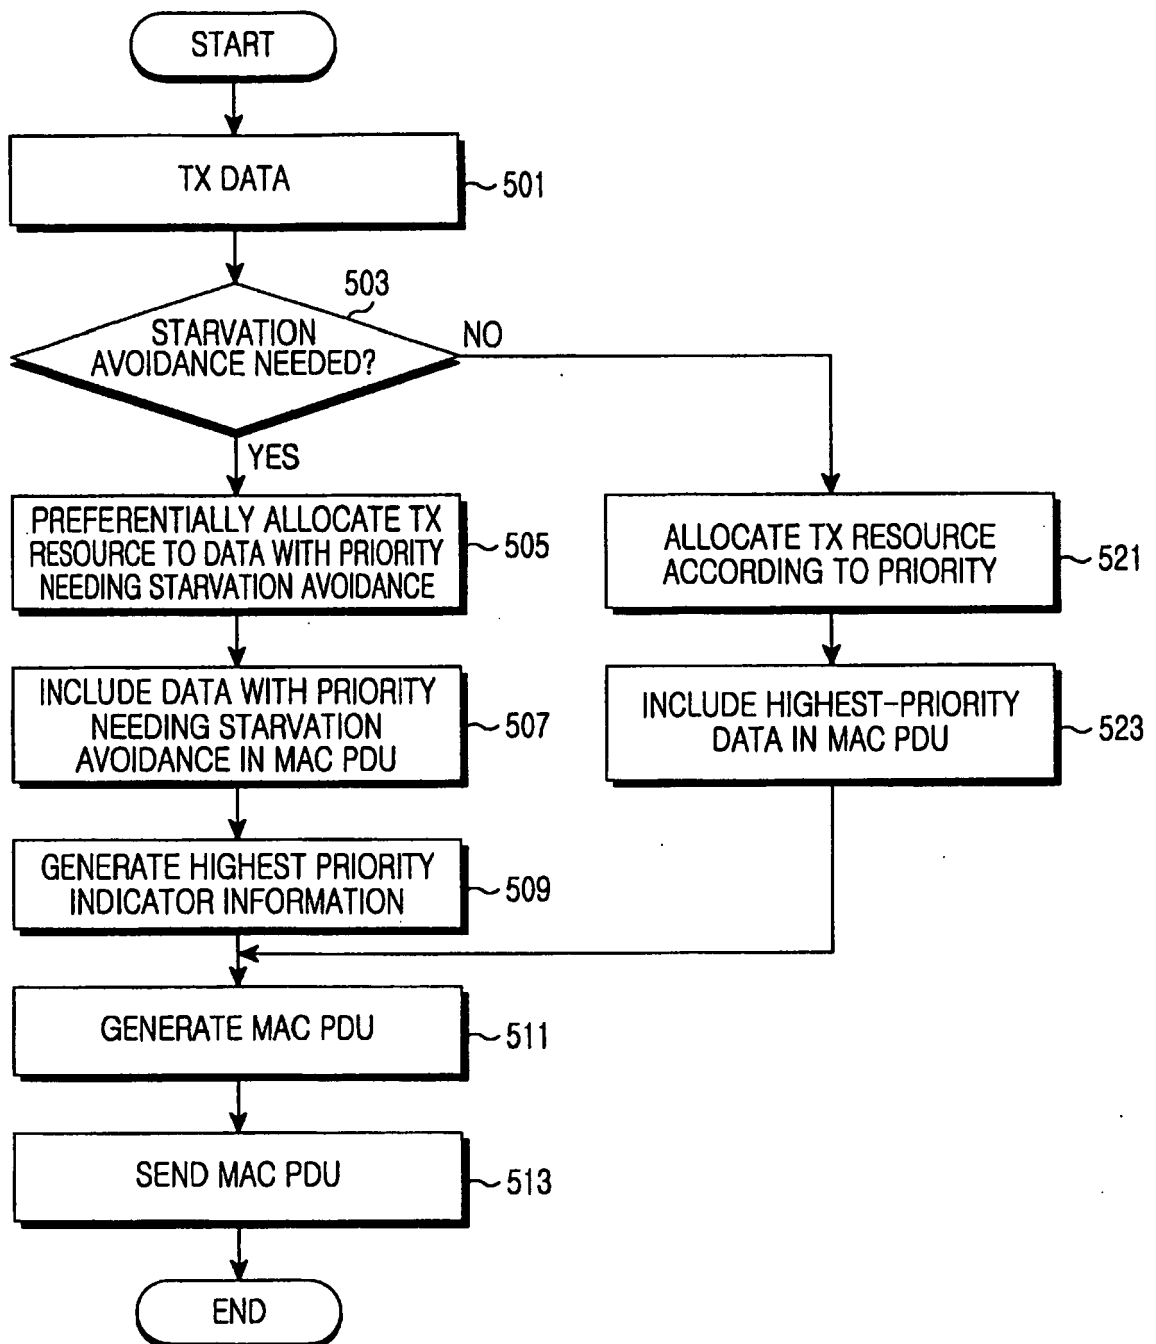 START
TX DATA
501
503
STARVATION
AVOIDANCE NEEDED?
NO
YES
PREFERENTIALLY ALLOCATE TX
RESOURCE TO DATA WITH PRIORITY
NEEDING STARVATION AVOIDANCE
505
ALLOCATE TX RESOURCE
ACCORDING TO PRIORITY
521
INCLUDE DATA WITH PRIORITY
NEEDING STARVATION
AVOIDANCE IN MAC PDU
507
INCLUDE HIGHEST-PRIORITY
DATA IN MAC PDU
523
GENERATE HIGHEST PRIORITY
INDICATOR INFORMATION
509
GENERATE MAC PDU
511
SEND MAC PDU
513
END